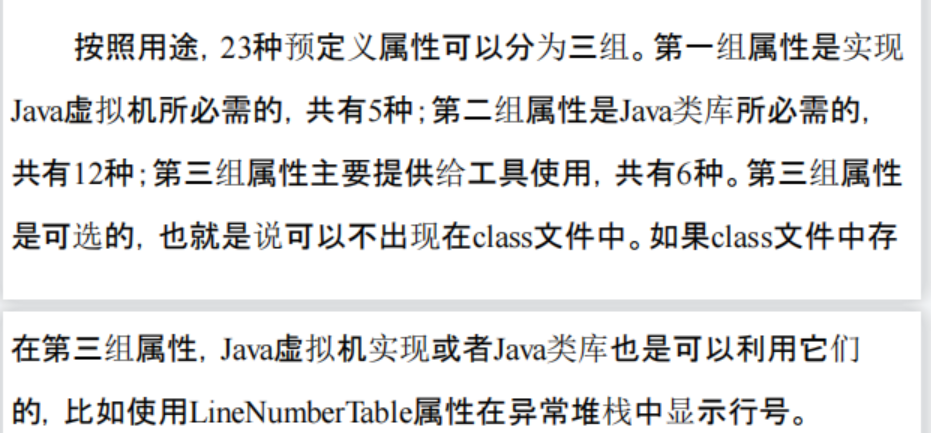 按照用途，23种预定义属性可以分为三组。第一组属性是实现
Java虚拟机所必需的，共有5种；第二组属性是Java类库所必需的，
共有12种；第三组属性主要提供给工具使用，共有6种。第三组属性
是可选的，也就是说可以不出现在class文件中。如果class文件中存
在第三组属性，Java虚拟机实现或者Java类库也是可以利用它们
的，比如使用LineNumberTable属性在异常堆栈中显示行号。